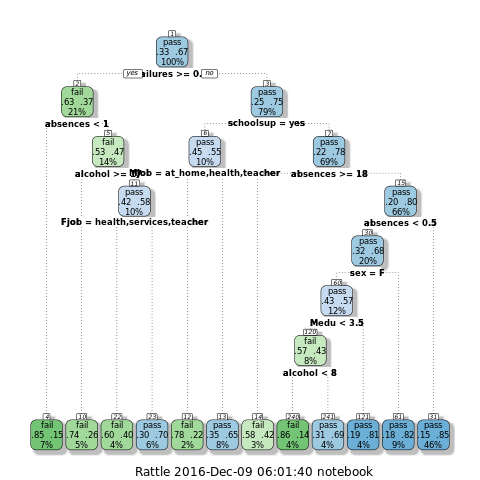 1
pass
.33 .67
100%
yes
no
2
fail
.63 .37
21%
absences < 1
3
pass
.25 .75
79%
schoolsup = yes
5
fail
.53 .47
14%
6
pass
.45 .55
10%
Mjob = at_home,health,teacher
7
pass
.22 .78
69%
absences >= 18
11
pass
.42 .58
10%
Fjob = health,services,teacher
15
pass
.20 .80
66%
absences < 0.5
30
pass
.32 .68
20%
sex = F
60
pass
.43 .57
12%
Medu < 3.5
120
fail
.57 .43
8%
alcohol < 8
4
fail
.85 .15
7%
10
fail
.74 .26
5%
22
fail
.60 .40
4%
23
pass
.30 .70
6%
12
fail
.78 .22
2%
13
pass
.35 .65
8%
14
fail
.58 .42
3%
240
fail
.86 .14
4%
241
pass
.31 .69
4%
121
pass
.19 .81
4%
61
pass
.18 .82
9%
31
pass
.15 .85
46%
Rattle 2016-Dec-09 06:01:40 notebook